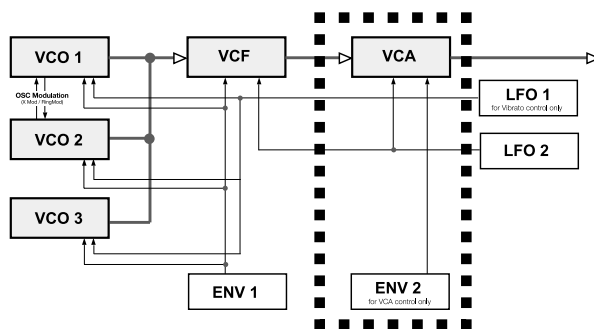 VCO 1
VCF
VCA
OSC Modulation
(X Mod / RingMod)
LFO 1
for Vibrato control only
VCO 2
LFO 2
VCO 3
ENV 1
ENV 2
for VCA control only